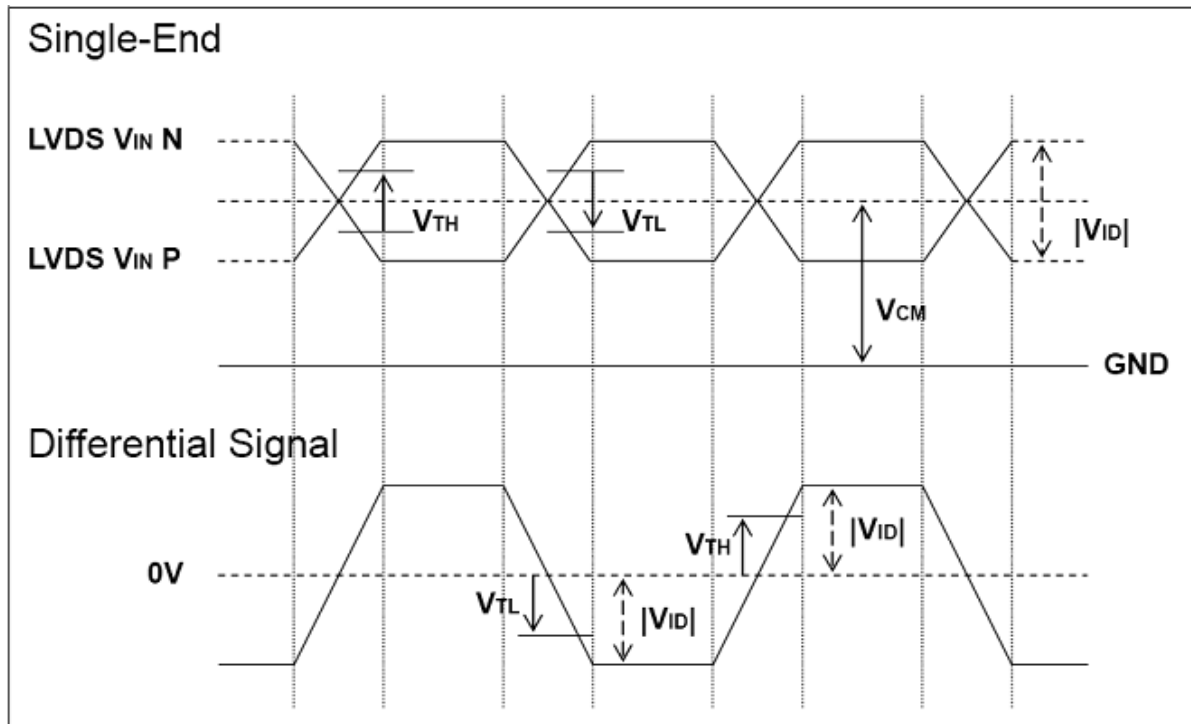 Single-End
LVDS VIN N
VTH
VTL
|VID|
LVDS VIN P
VCM
GND
Differential Signal
VTH
|VID|
0V
VTL
|VID|